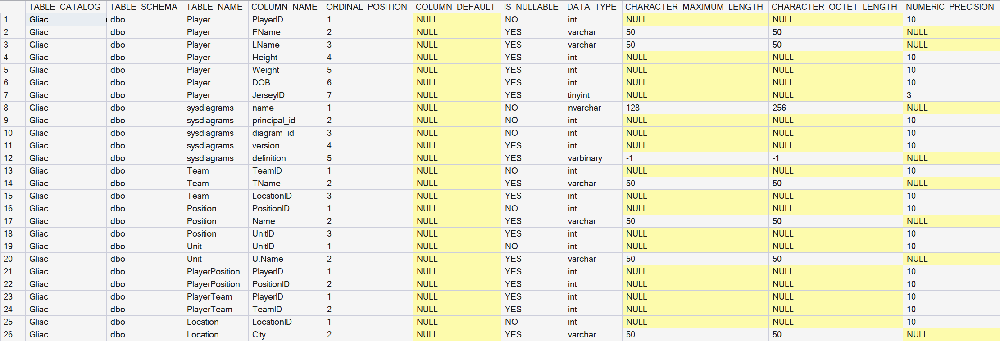 TABLE_CATALOG TABLE_SCHEMA TABLE_NAME COLUMN_NAME ORDINAL_POSITION COLUMN_DEFAULT IS_NULLABLE DATA_TYPE CHARACTER_MAXIMUM_LENGTH CHARACTER_OCTET_LENGTH NUMERIC_PRECISION
1 Gliac dbo Player PlayerID 1 NULL NO int NULL NULL 10
2 Gliac dbo Player FName 2 NULL YES varchar 50 50 NULL
3 Gliac dbo Player LName 3 NULL YES varchar 50 50 NULL
4 Gliac dbo Player Height 4 NULL YES int NULL NULL 10
5 Gliac dbo Player Weight 5 NULL YES int NULL NULL 10
6 Gliac dbo Player DOB 6 NULL YES int NULL NULL 10
7 Gliac dbo Player JerseyID 7 NULL YES tinyint NULL NULL 3
8 Gliac dbo sysdiagrams name 1 NULL NO nvarchar 128 256 NULL
9 Gliac dbo sysdiagrams principal_id 2 NULL NO int NULL NULL 10
10 Gliac dbo sysdiagrams diagram_id 3 NULL NO int NULL NULL 10
11 Gliac dbo sysdiagrams version 4 NULL YES int NULL NULL 10
12 Gliac dbo sysdiagrams definition 5 NULL YES varbinary -1 -1 NULL
13 Gliac dbo Team TeamID 1 NULL NO int NULL NULL 10
14 Gliac dbo Team TName 2 NULL YES varchar 50 50 NULL
15 Gliac dbo Team LocationID 3 NULL YES int NULL NULL 10
16 Gliac dbo Position PositionID 1 NULL NO int NULL NULL 10
17 Gliac dbo Position Name 2 NULL YES varchar 50 50 NULL
18 Gliac dbo Position UnitID 3 NULL YES int NULL NULL 10
19 Gliac dbo Unit UnitID 1 NULL NO int NULL NULL 10
20 Gliac dbo Unit U.Name 2 NULL YES varchar 50 50 NULL
21 Gliac dbo PlayerPosition PlayerID 1 NULL YES int NULL NULL 10
22 Gliac dbo PlayerPosition PositionID 2 NULL YES int NULL NULL 10
23 Gliac dbo PlayerTeam PlayerID 1 NULL YES int NULL NULL 10
24 Gliac dbo PlayerTeam TeamID 2 NULL YES int NULL NULL 10
25 Gliac dbo Location LocationID 1 NULL NO int NULL NULL 10
26 Gliac dbo Location City 2 NULL YES varchar 50 50 NULL